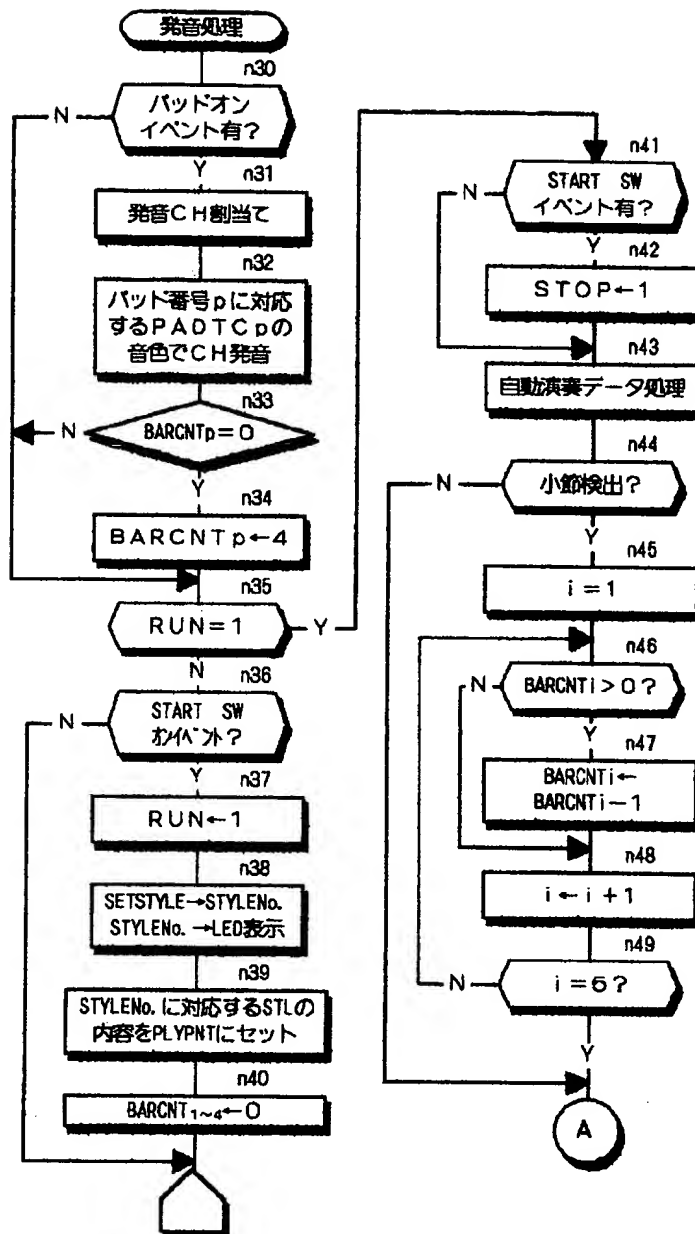 発音処理
n30
パッドオン
イベント有?
N
Y
n31
発音CH割当て
n32
パッド番号pに対応
するPADTCpの
音色でCH発音
n33
BARCNTp=0
N
Y
n34
BARCNTp←4
n35
RUN=1
Y
N
n36
START SW
オンイベント?
N
Y
n37
RUN←1
n38
SETSTYLE→STYLENo.
STYLENo.→LED表示
n39
STYLENo.に対応するSTLの
内容をPLYPNTにセット
n40
BARCNT1~4←0
n41
START SW
イベント有?
N
Y
n42
STOP←1
n43
自動演奏データ処理
n44
小節検出?
N
Y
n45
i=1
n46
BARCNTi>0?
N
Y
n47
BARCNTi←
BARCNTi-1
n48
i←i+1
n49
i=5?
N
Y
A